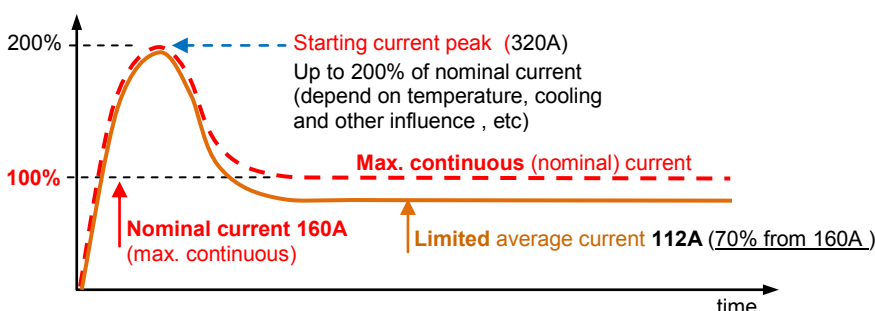 200%
Starting current peak (320A)
Up to 200% of nominal current
(depend on temperature, cooling
and other influence , etc)
Max. continuous (nominal) current
100%
Nominal current 160A
(max. continuous)
Limited average current 112A (70% from 160A )
time